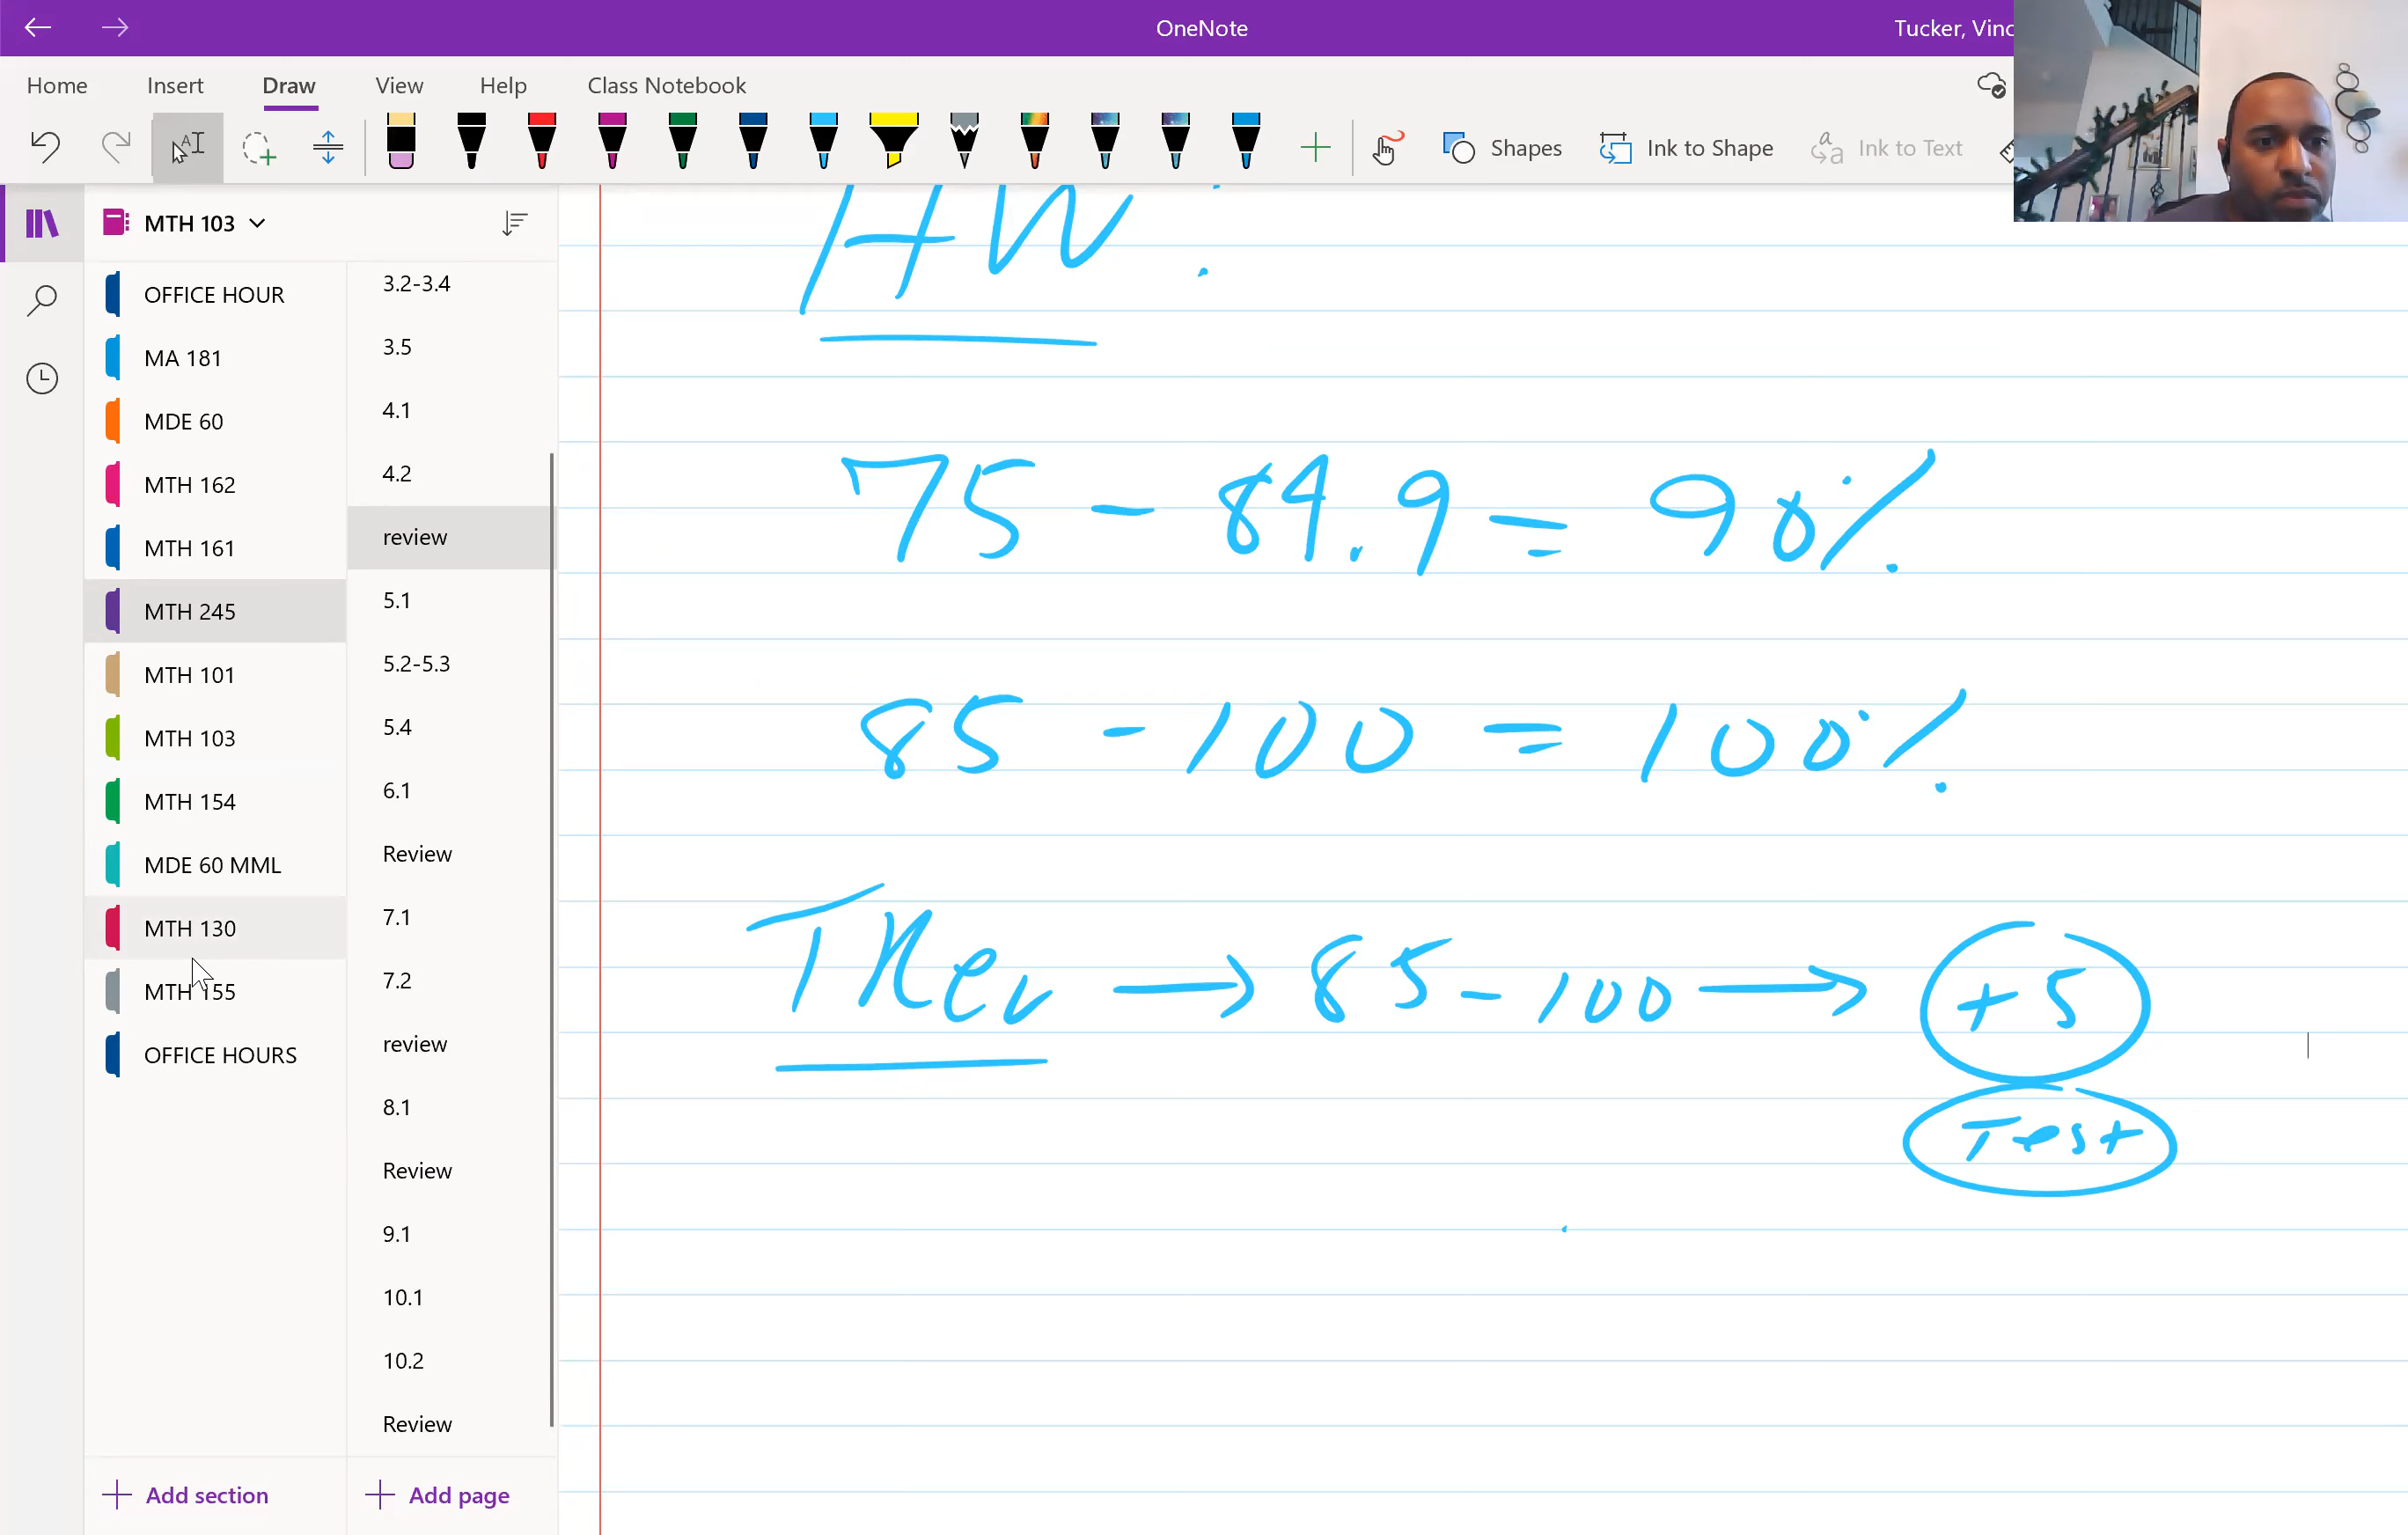 OneNote
Tucker, Vinc
Home Insert Draw View Help Class Notebook
Shapes Ink to Shape Ink to Text
MTH 103
OFFICE HOUR
MA 181
MDE 60
MTH 162
MTH 161
MTH 245
MTH 101
MTH 103
MTH 154
MDE 60 MML
MTH 130
MTH 155
OFFICE HOURS
Add section
3.2-3.4
3.5
4.1
4.2
review
5.1
5.2-5.3
5.4
6.1
Review
7.1
7.2
review
8.1
Review
9.1
10.1
10.2
Review
Add page
HW:
75 - 84.9 = 90%
85 - 100 = 100%
TRev → 85 - 100 → +5
Test